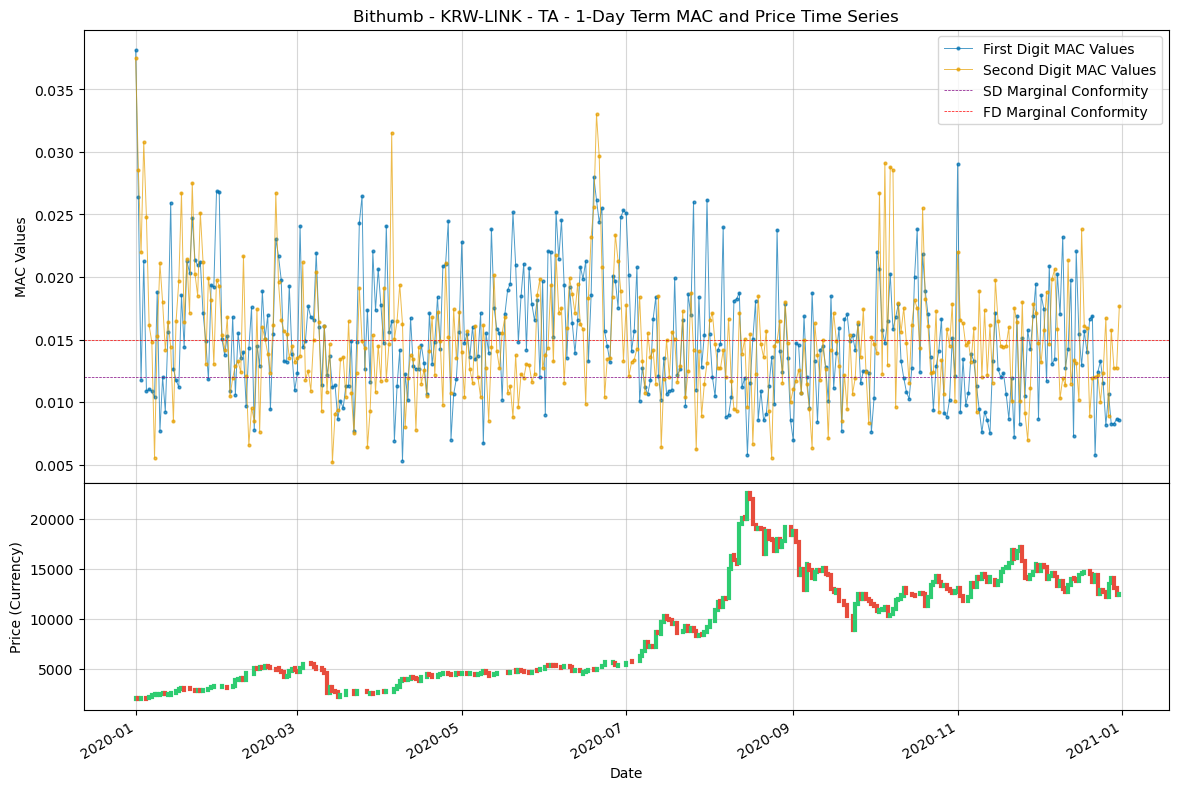 Bithumb - KRW-LINK - TA - 1-Day Term MAC and Price Time Series
First Digit MAC Values
Second Digit MAC Values
SD Marginal Conformity
FD Marginal Conformity
MAC Values
0.035
0.030
0.025
0.020
0.015
0.010
0.005
Price (Currency)
20000
15000
10000
5000
2020-01
2020-03
2020-05
2020-07
2020-09
2020-11
2021-01
Date